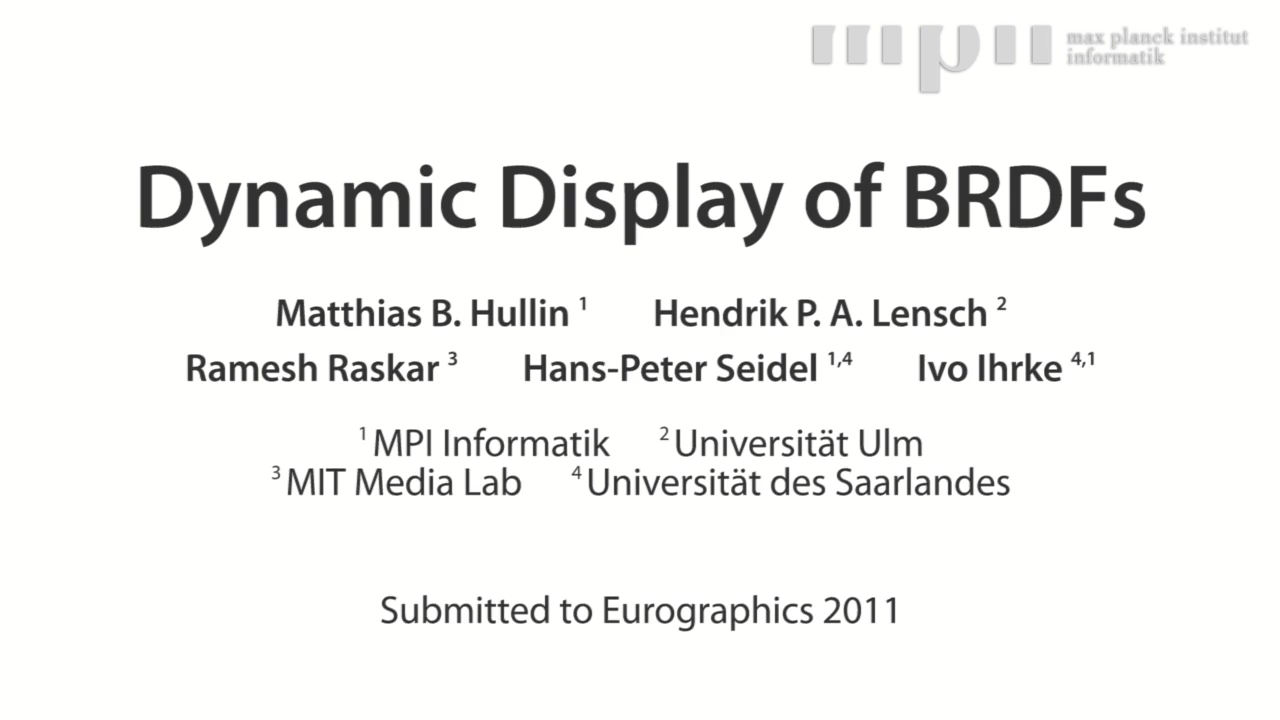 mpii max planck institut
informatik
Dynamic Display of BRDFs
Matthias B. Hullin 1 Hendrik P. A. Lensch 2
Ramesh Raskar 3 Hans-Peter Seidel 1,4 Ivo Ihrke 4,1
1 MPI Informatik 2 Universität Ulm
3 MIT Media Lab 4 Universität des Saarlandes
Submitted to Eurographics 2011